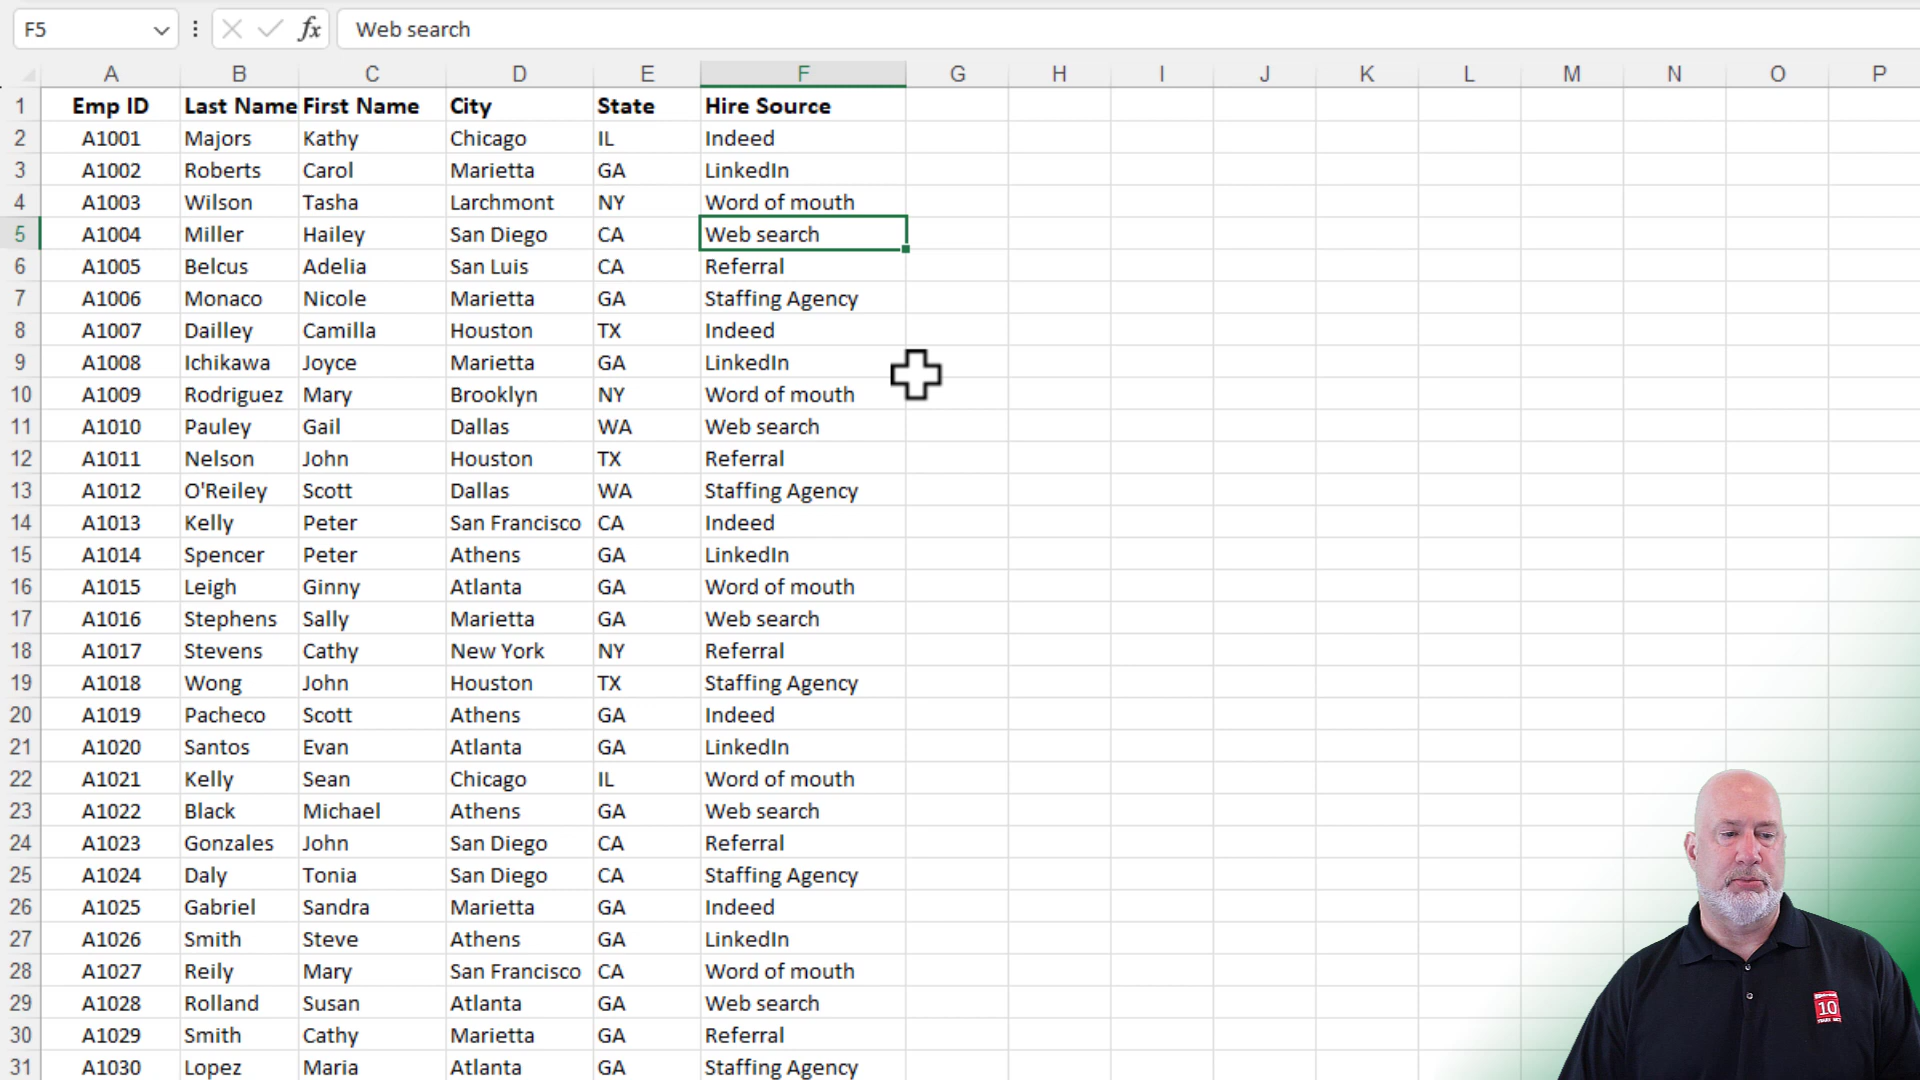 F5 fx Web search
A B C D E F G H I J K L M N O P
1 Emp ID Last Name First Name City State Hire Source
2 A1001 Majors Kathy Chicago IL Indeed
3 A1002 Roberts Carol Marietta GA LinkedIn
4 A1003 Wilson Tasha Larchmont NY Word of mouth
5 A1004 Miller Hailey San Diego CA Web search
6 A1005 Belcus Adelia San Luis CA Referral
7 A1006 Monaco Nicole Marietta GA Staffing Agency
8 A1007 Dailley Camilla Houston TX Indeed
9 A1008 Ichikawa Joyce Marietta GA LinkedIn
10 A1009 Rodriguez Mary Brooklyn NY Word of mouth
11 A1010 Pauley Gail Dallas WA Web search
12 A1011 Nelson John Houston TX Referral
13 A1012 O'Reiley Scott Dallas WA Staffing Agency
14 A1013 Kelly Peter San Francisco CA Indeed
15 A1014 Spencer Peter Athens GA LinkedIn
16 A1015 Leigh Ginny Atlanta GA Word of mouth
17 A1016 Stephens Sally Marietta GA Web search
18 A1017 Stevens Cathy New York NY Referral
19 A1018 Wong John Houston TX Staffing Agency
20 A1019 Pacheco Scott Athens GA Indeed
21 A1020 Santos Evan Atlanta GA LinkedIn
22 A1021 Kelly Sean Chicago IL Word of mouth
23 A1022 Black Michael Athens GA Web search
24 A1023 Gonzales John San Diego CA Referral
25 A1024 Daly Tonia San Diego CA Staffing Agency
26 A1025 Gabriel Sandra Marietta GA Indeed
27 A1026 Smith Steve Athens GA LinkedIn
28 A1027 Reily Mary San Francisco CA Word of mouth
29 A1028 Rolland Susan Atlanta GA Web search
30 A1029 Smith Cathy Marietta GA Referral
31 A1030 Lopez Maria Atlanta GA Staffing Agency
10